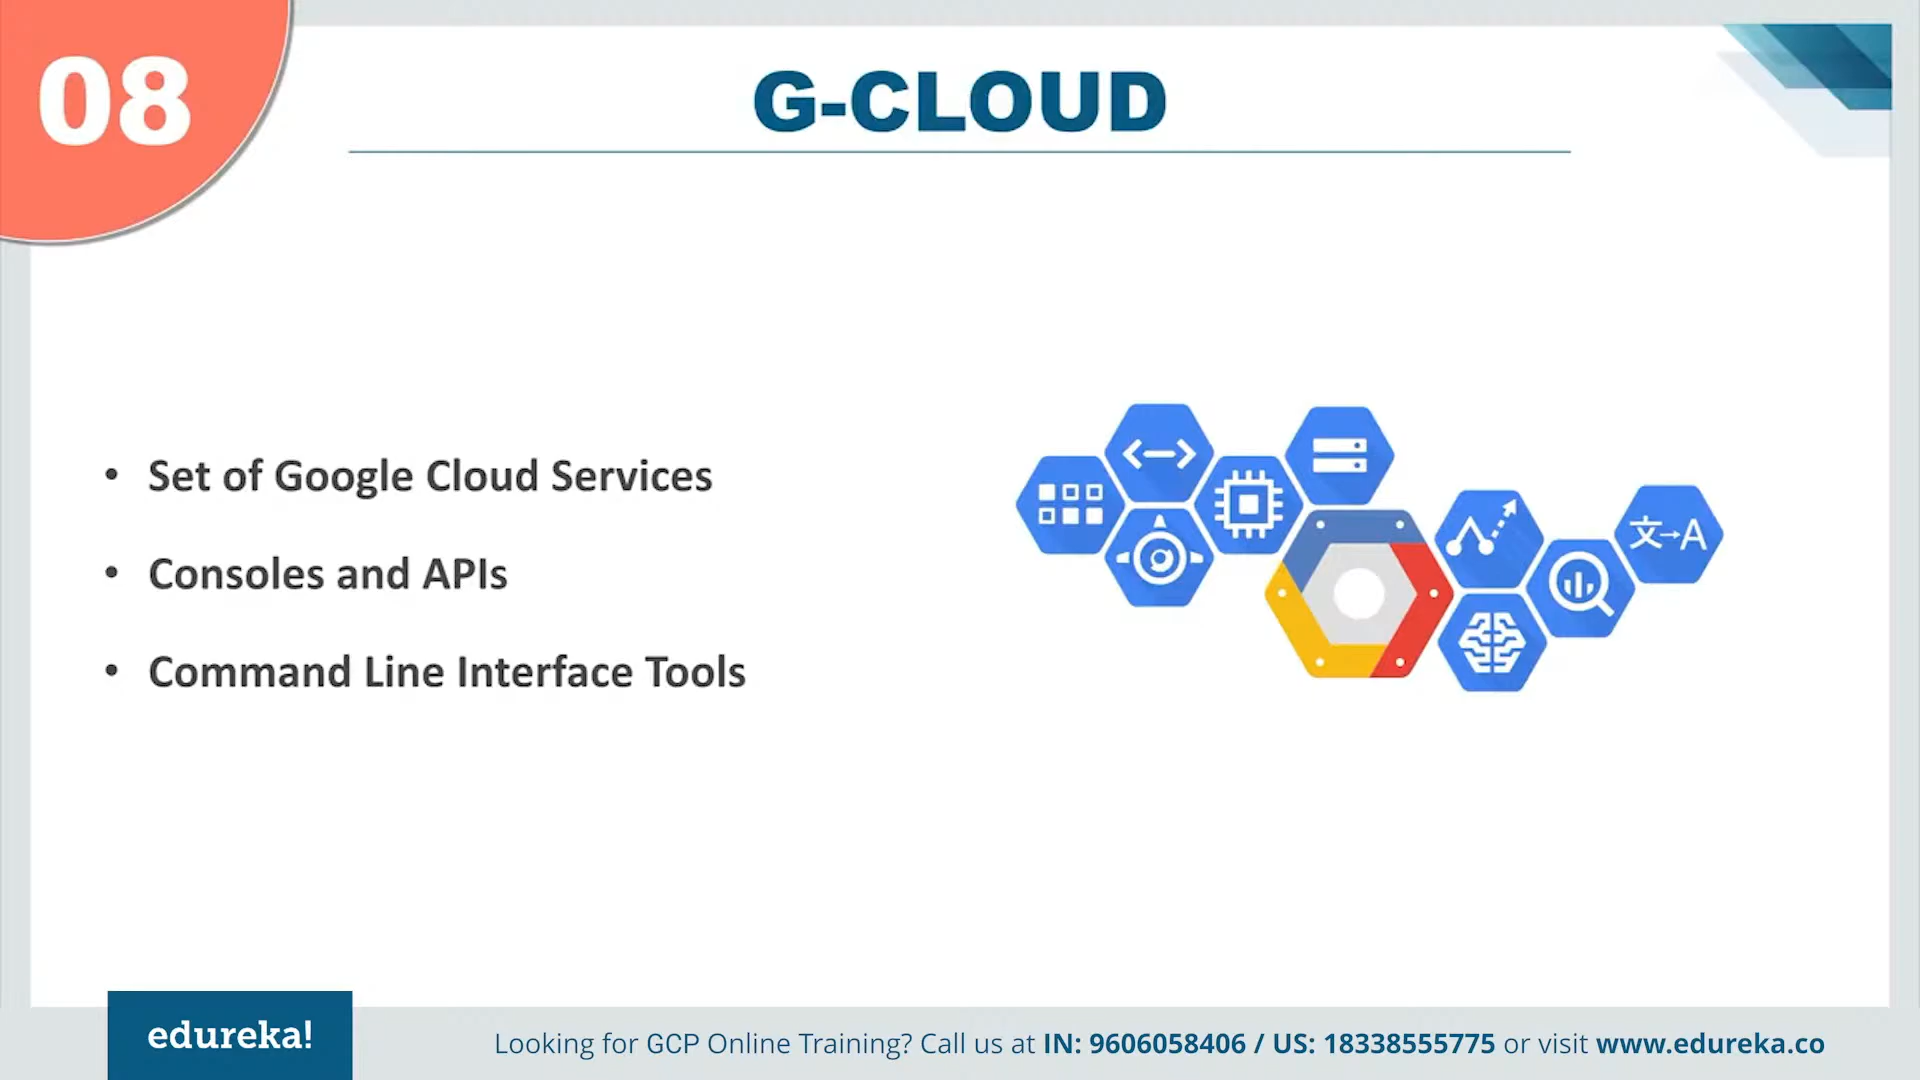 08
G-CLOUD
• Set of Google Cloud Services
• Consoles and APIs
• Command Line Interface Tools
文→A
edureka!
Looking for GCP Online Training? Call us at IN: 9606058406 / US: 18338555775 or visit www.edureka.co